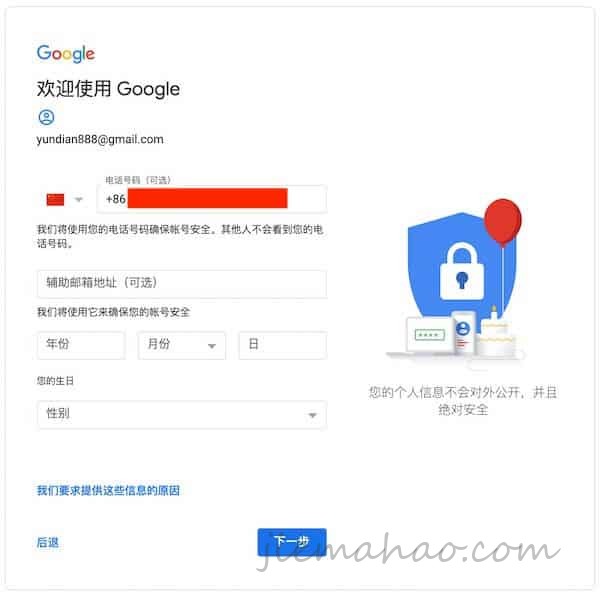 Google
欢迎使用 Google
yundian888@gmail.com
电话号码（可选）
+86
我们将使用您的电话号码确保帐号安全。其他人不会看到您的电
话号码。
辅助邮箱地址（可选）
我们将使用它来确保您的帐号安全
年份 月份 日
您的生日
性别
您的个人信息不会对外公开，并且
绝对安全
我们要求提供这些信息的原因
后退 下一步
jiemahao.com